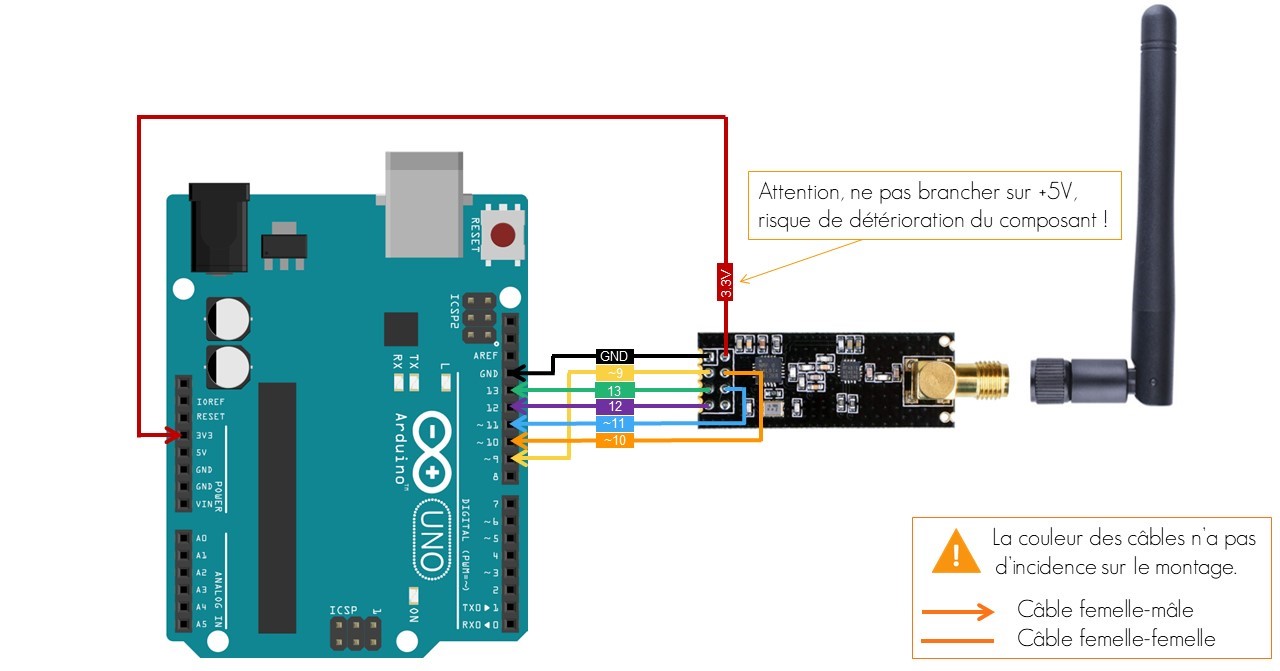 Attention, ne pas brancher sur +5V,
risque de détérioration du composant !
3.3V
RESET
ICSP2
AREF
GND
13
12
~11
~10
~9
8
RX
TX
L
IOREF
RESET
3V3
5V
GND
GND
VIN
POWER
Arduino™
UNO
GND
~9
13
12
~11
~10
7
~6
~5
4
~3
2
TX0▶1
RX0◀0
DIGITAL (PWM=~)
A0
A1
A2
A3
A4
A5
ANALOG IN
ICSP
1
ON
! La couleur des câbles n'a pas
d'incidence sur le montage.
Câble femelle-mâle
Câble femelle-femelle